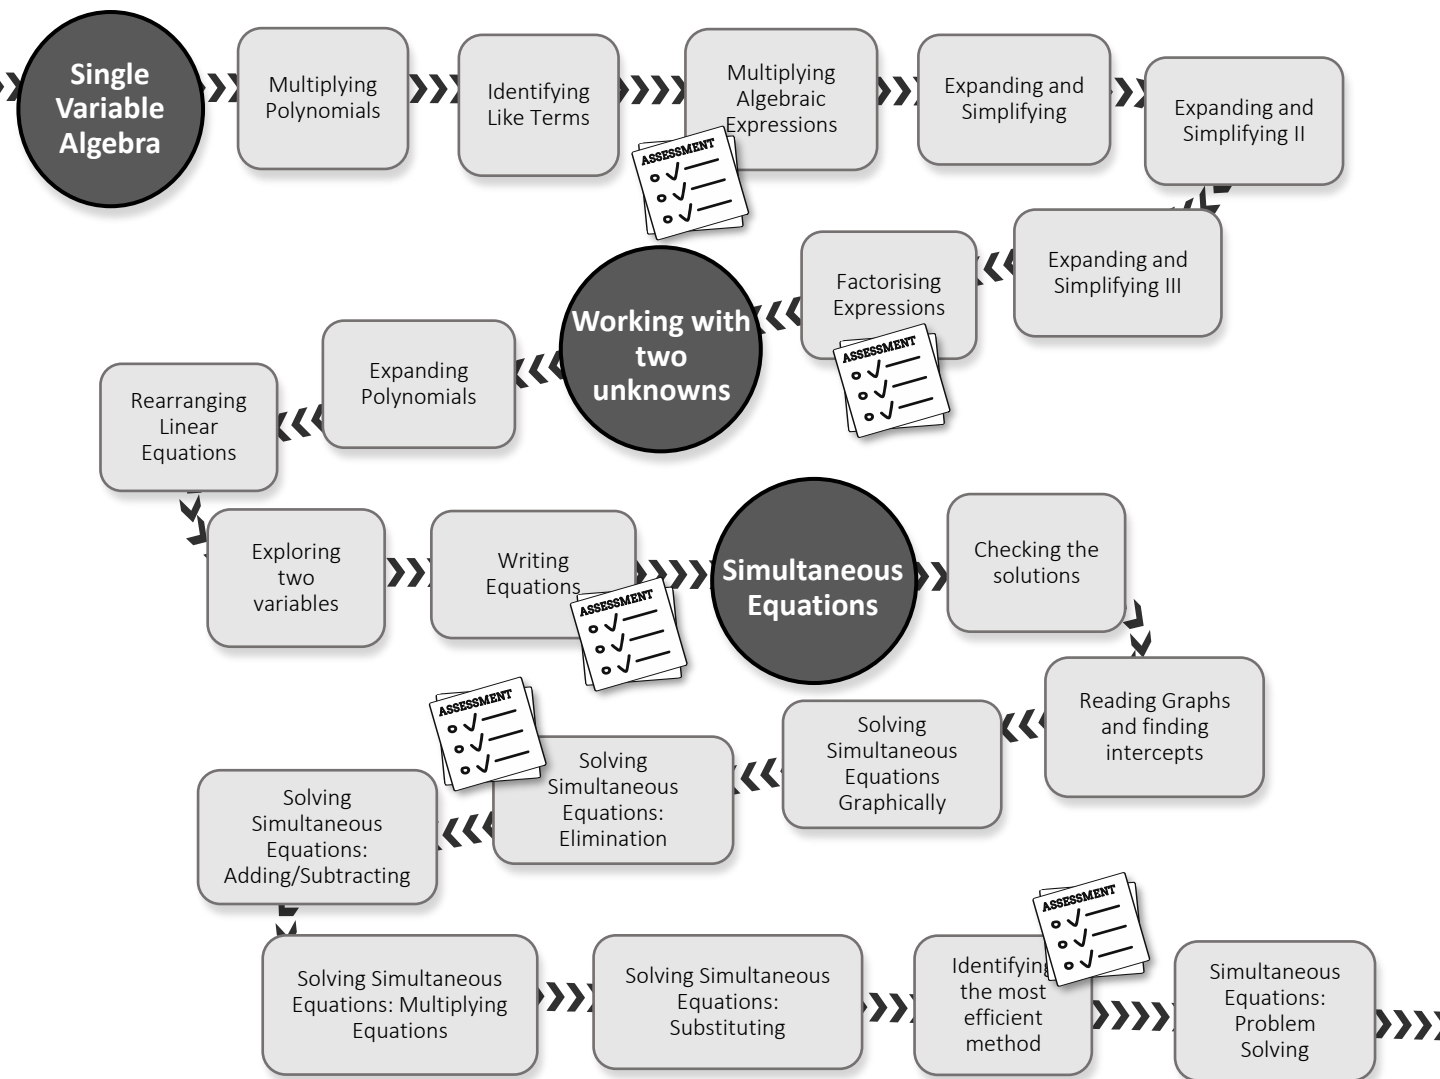 Single
Variable
Algebra
Multiplying
Polynomials
Identifying
Like Terms
Multiplying
Algebraic
Expressions
ASSESSMENT
Expanding and
Simplifying
Expanding and
Simplifying II
Expanding and
Simplifying III
Factorising
Expressions
ASSESSMENT
Working with
two
unknowns
Expanding
Polynomials
Rearranging
Linear
Equations
Exploring
two
variables
Writing
Equations
ASSESSMENT
Simultaneous
Equations
Checking the
solutions
Reading Graphs
and finding
intercepts
Solving
Simultaneous
Equations
Graphically
Solving
Simultaneous
Equations:
Elimination
ASSESSMENT
Solving
Simultaneous
Equations:
Adding/Subtracting
Solving Simultaneous
Equations: Multiplying
Equations
Solving Simultaneous
Equations:
Substituting
Identifying
the most
efficient
method
ASSESSMENT
Simultaneous
Equations:
Problem
Solving